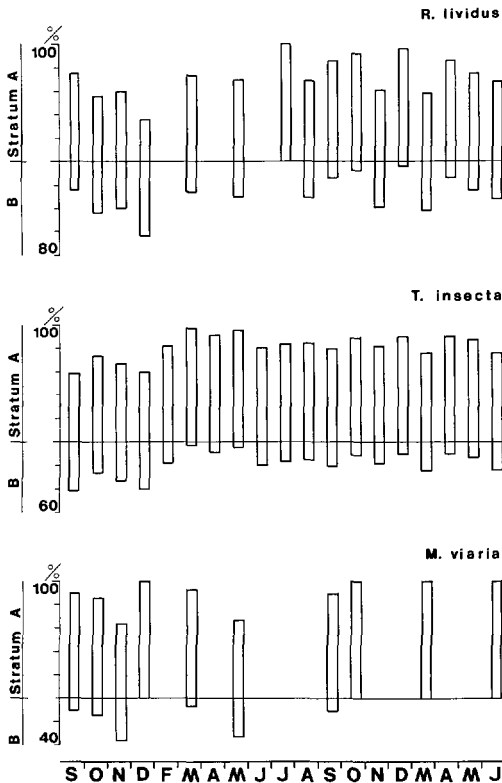 R. lividus
%
100
Stratum A
B
80
T. insecta
%
100
Stratum A
B
60
M. viaria
%
100
Stratum A
B
40
S O N D F M A M J J A S O N D M A M J